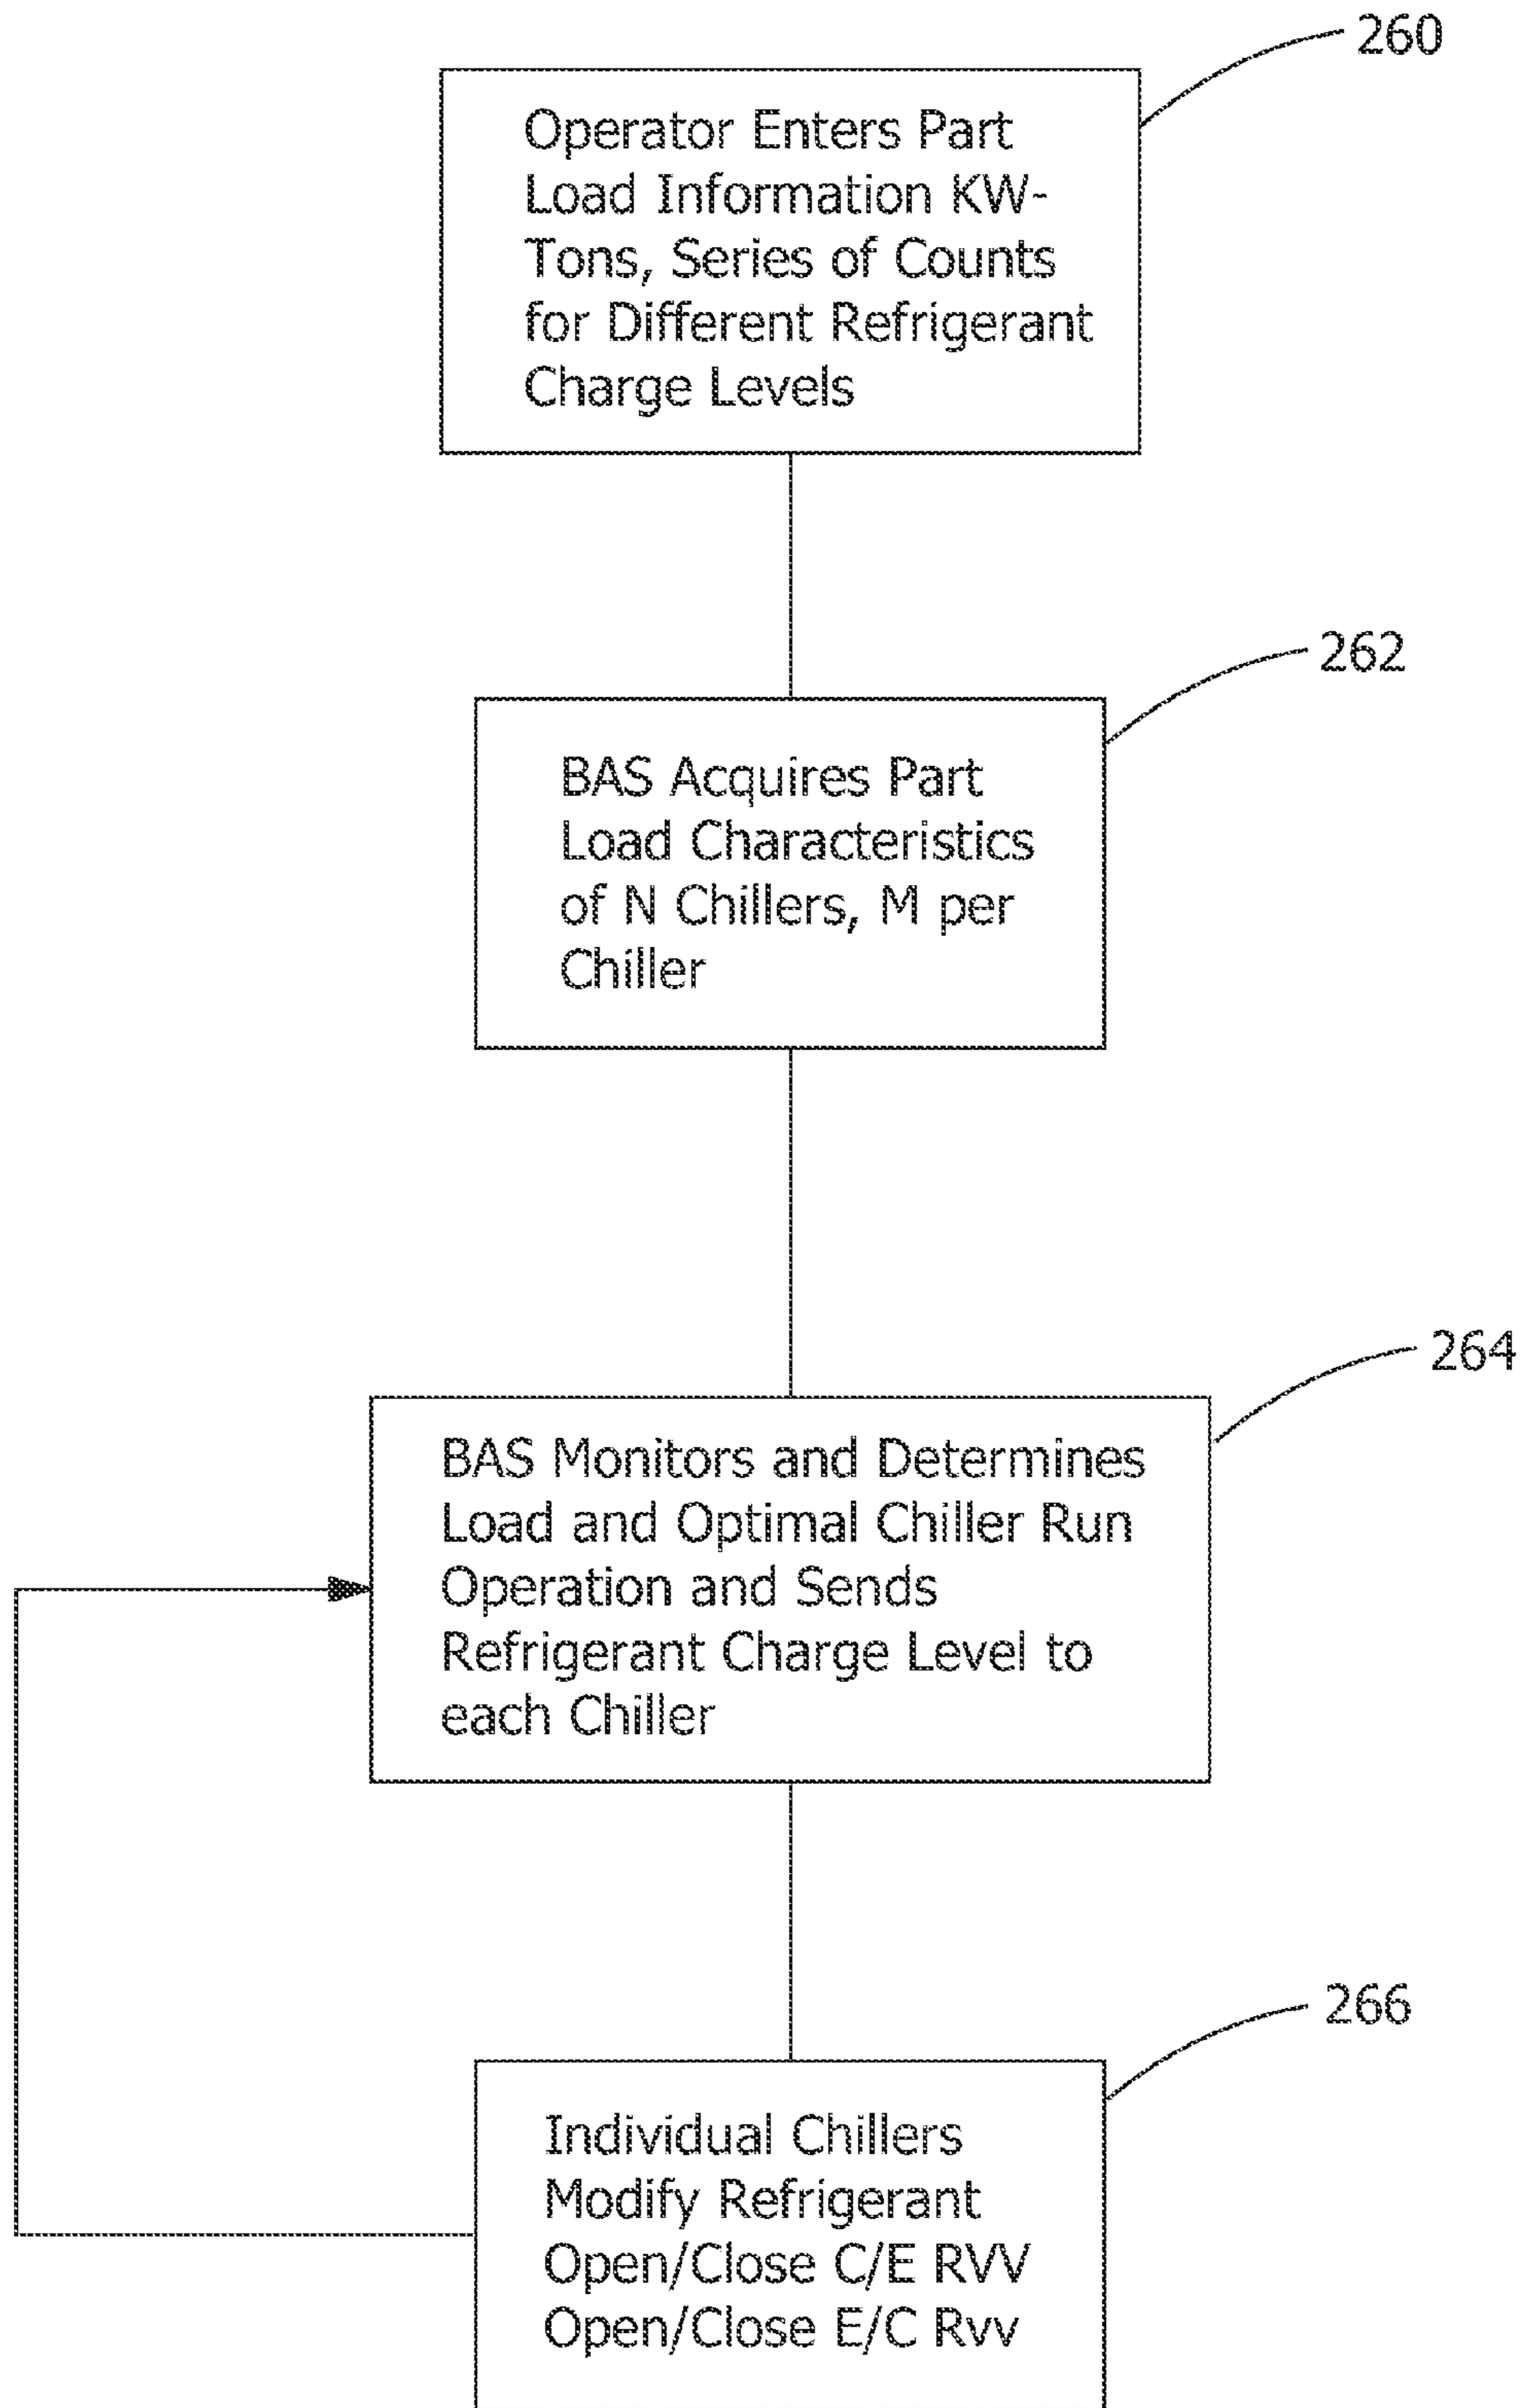 260
Operator Enters Part
Load Information KW-
Tons, Series of Counts
for Different Refrigerant
Charge Levels
262
BAS Acquires Part
Load Characteristics
of N Chillers, M per
Chiller
264
BAS Monitors and Determines
Load and Optimal Chiller Run
Operation and Sends
Refrigerant Charge Level to
each Chiller
266
Individual Chillers
Modify Refrigerant
Open/Close C/E RVV
Open/Close E/C Rvv